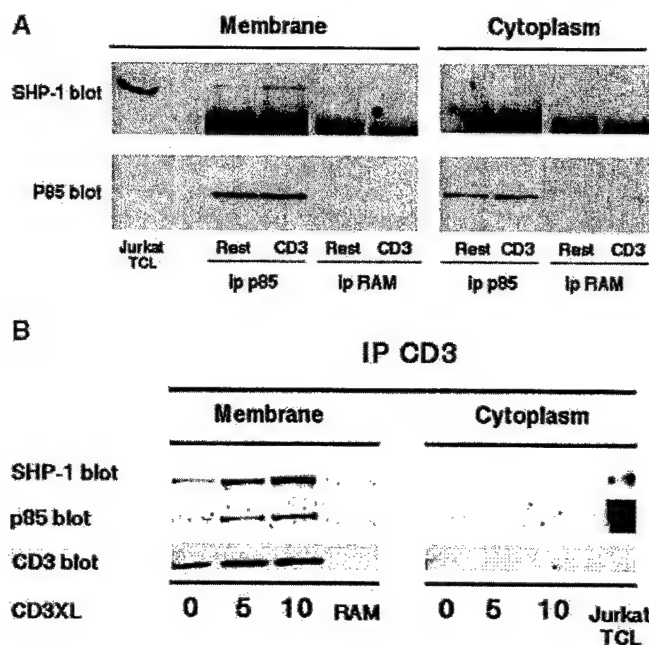 A
Membrane Cytoplasm
SHP-1 blot
P85 blot
Jurkat TCL Rest CD3 Rest CD3 Rest CD3 Rest CD3
ip p85 ip RAM ip p85 ip RAM
B
IP CD3
Membrane Cytoplasm
SHP-1 blot
p85 blot
CD3 blot
CD3XL 0 5 10 RAM 0 5 10 Jurkat TCL